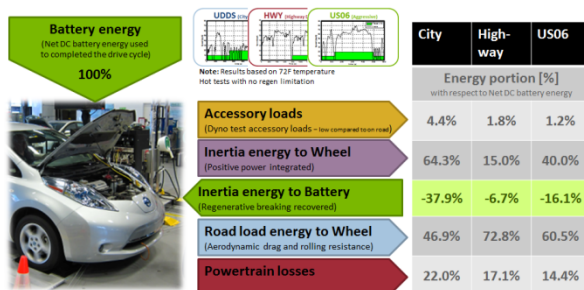 Battery energy
(Net DC battery energy used
to completed the drive cycle)
100%
UDDS (City)
HWY (Highway)
US06 (Aggressive)
Note: Results based on 72F temperature
Hot tests with no regen limitation
City High-way US06
Energy portion [%]
with respect to Net DC battery energy
Accessory loads
(Dyno test accessory loads – low compared to on road)
4.4% 1.8% 1.2%
Inertia energy to Wheel
(Positive power integrated)
64.3% 15.0% 40.0%
Inertia energy to Battery
(Regenerative breaking recovered)
-37.9% -6.7% -16.1%
Road load energy to Wheel
(Aerodynamic drag and rolling resistance)
46.9% 72.8% 60.5%
Powertrain losses
22.0% 17.1% 14.4%